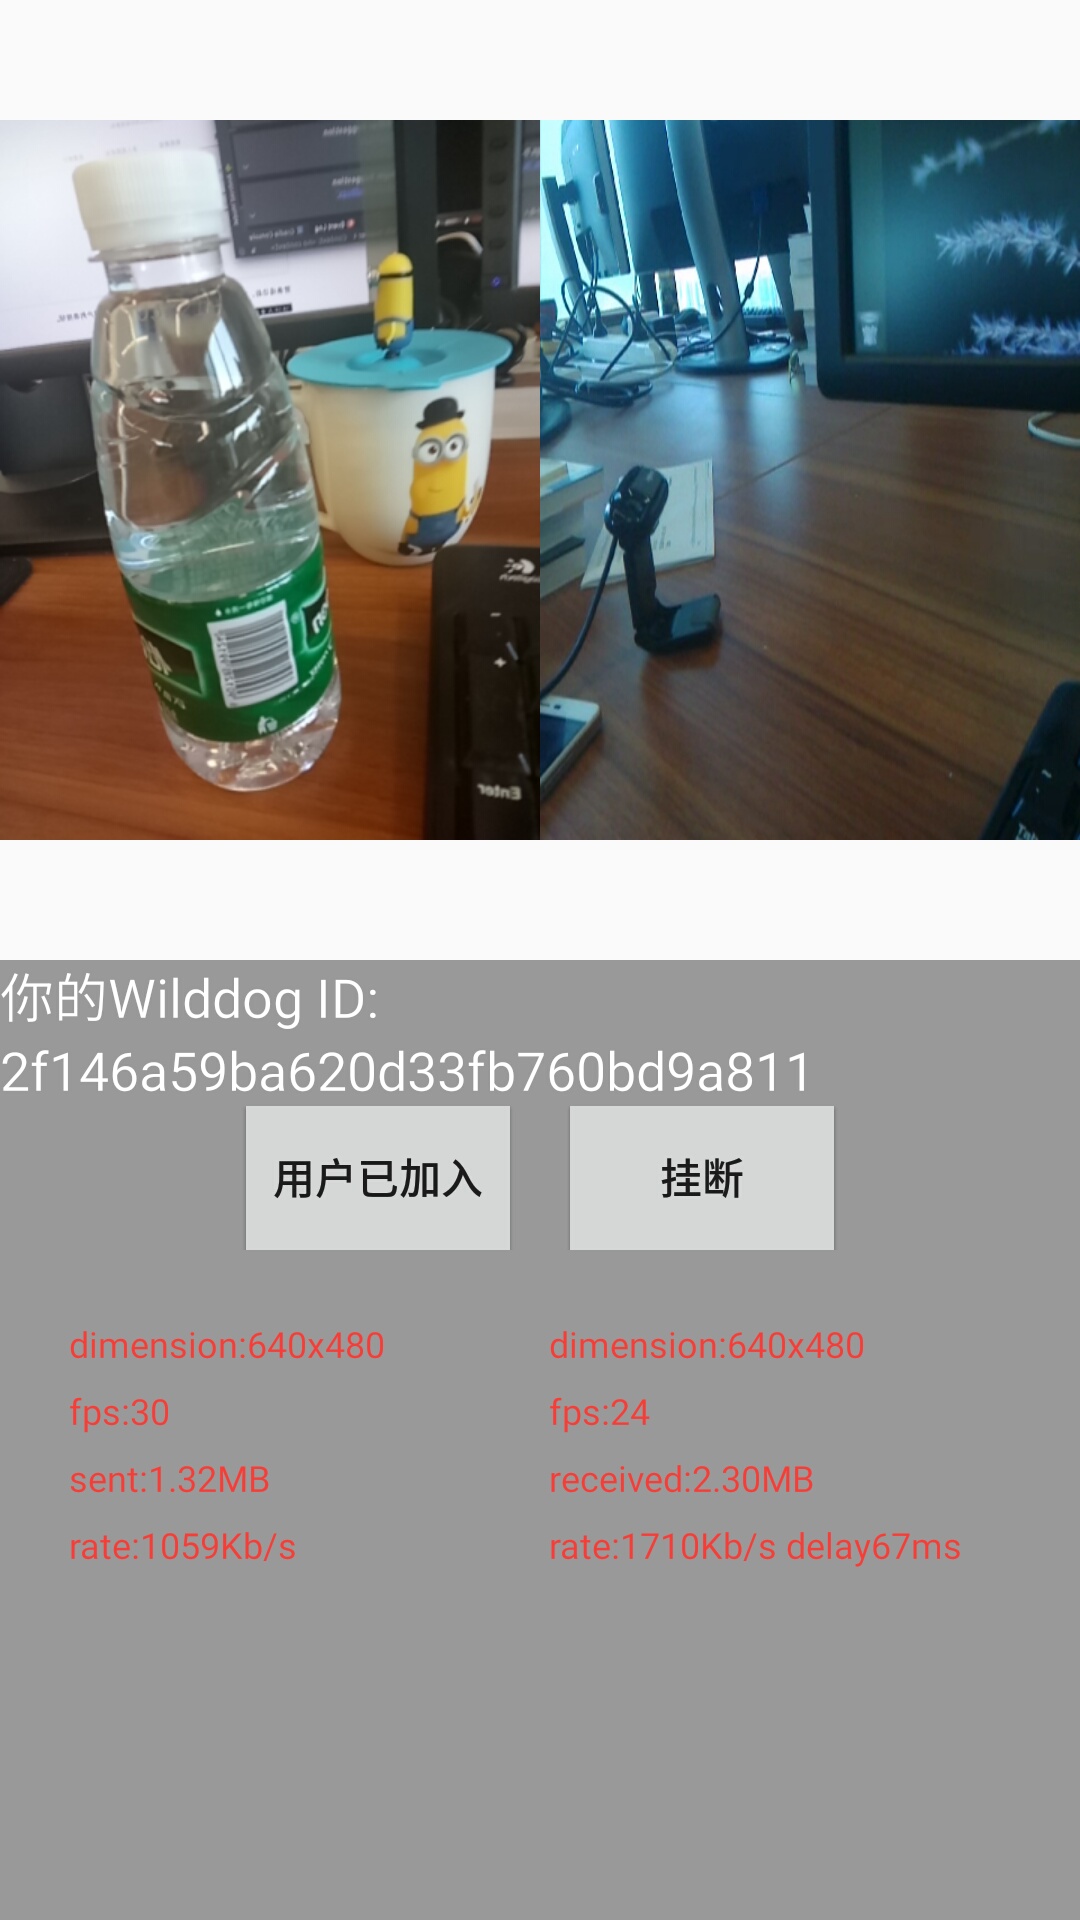 Enter
你的Wilddog ID:
2f146a59ba620d33fb760bd9a811
用户已加入
挂断
dimension:640x480
fps:30
sent:1.32MB
rate:1059Kb/s
dimension:640x480
fps:24
received:2.30MB
rate:1710Kb/s delay67ms